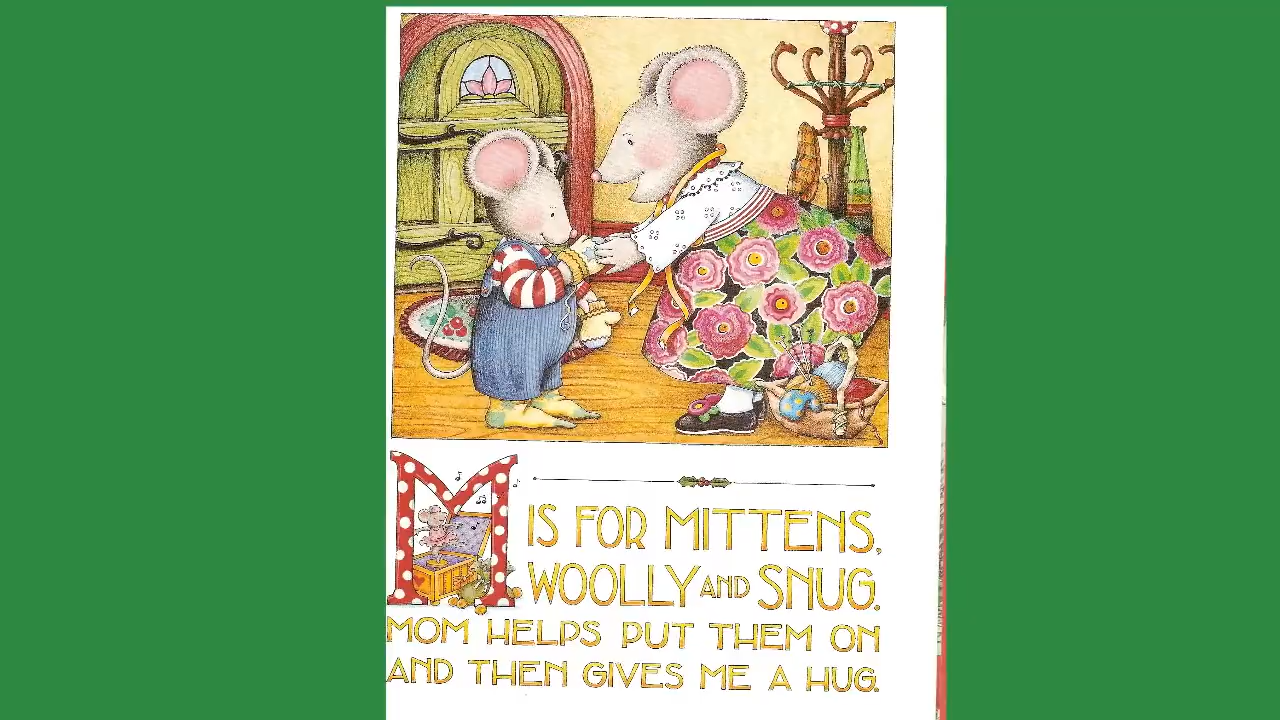 M IS FOR MITTENS,
WOOLLY AND SNUG.
MOM HELPS PUT THEM ON
AND THEN GIVES ME A HUG.